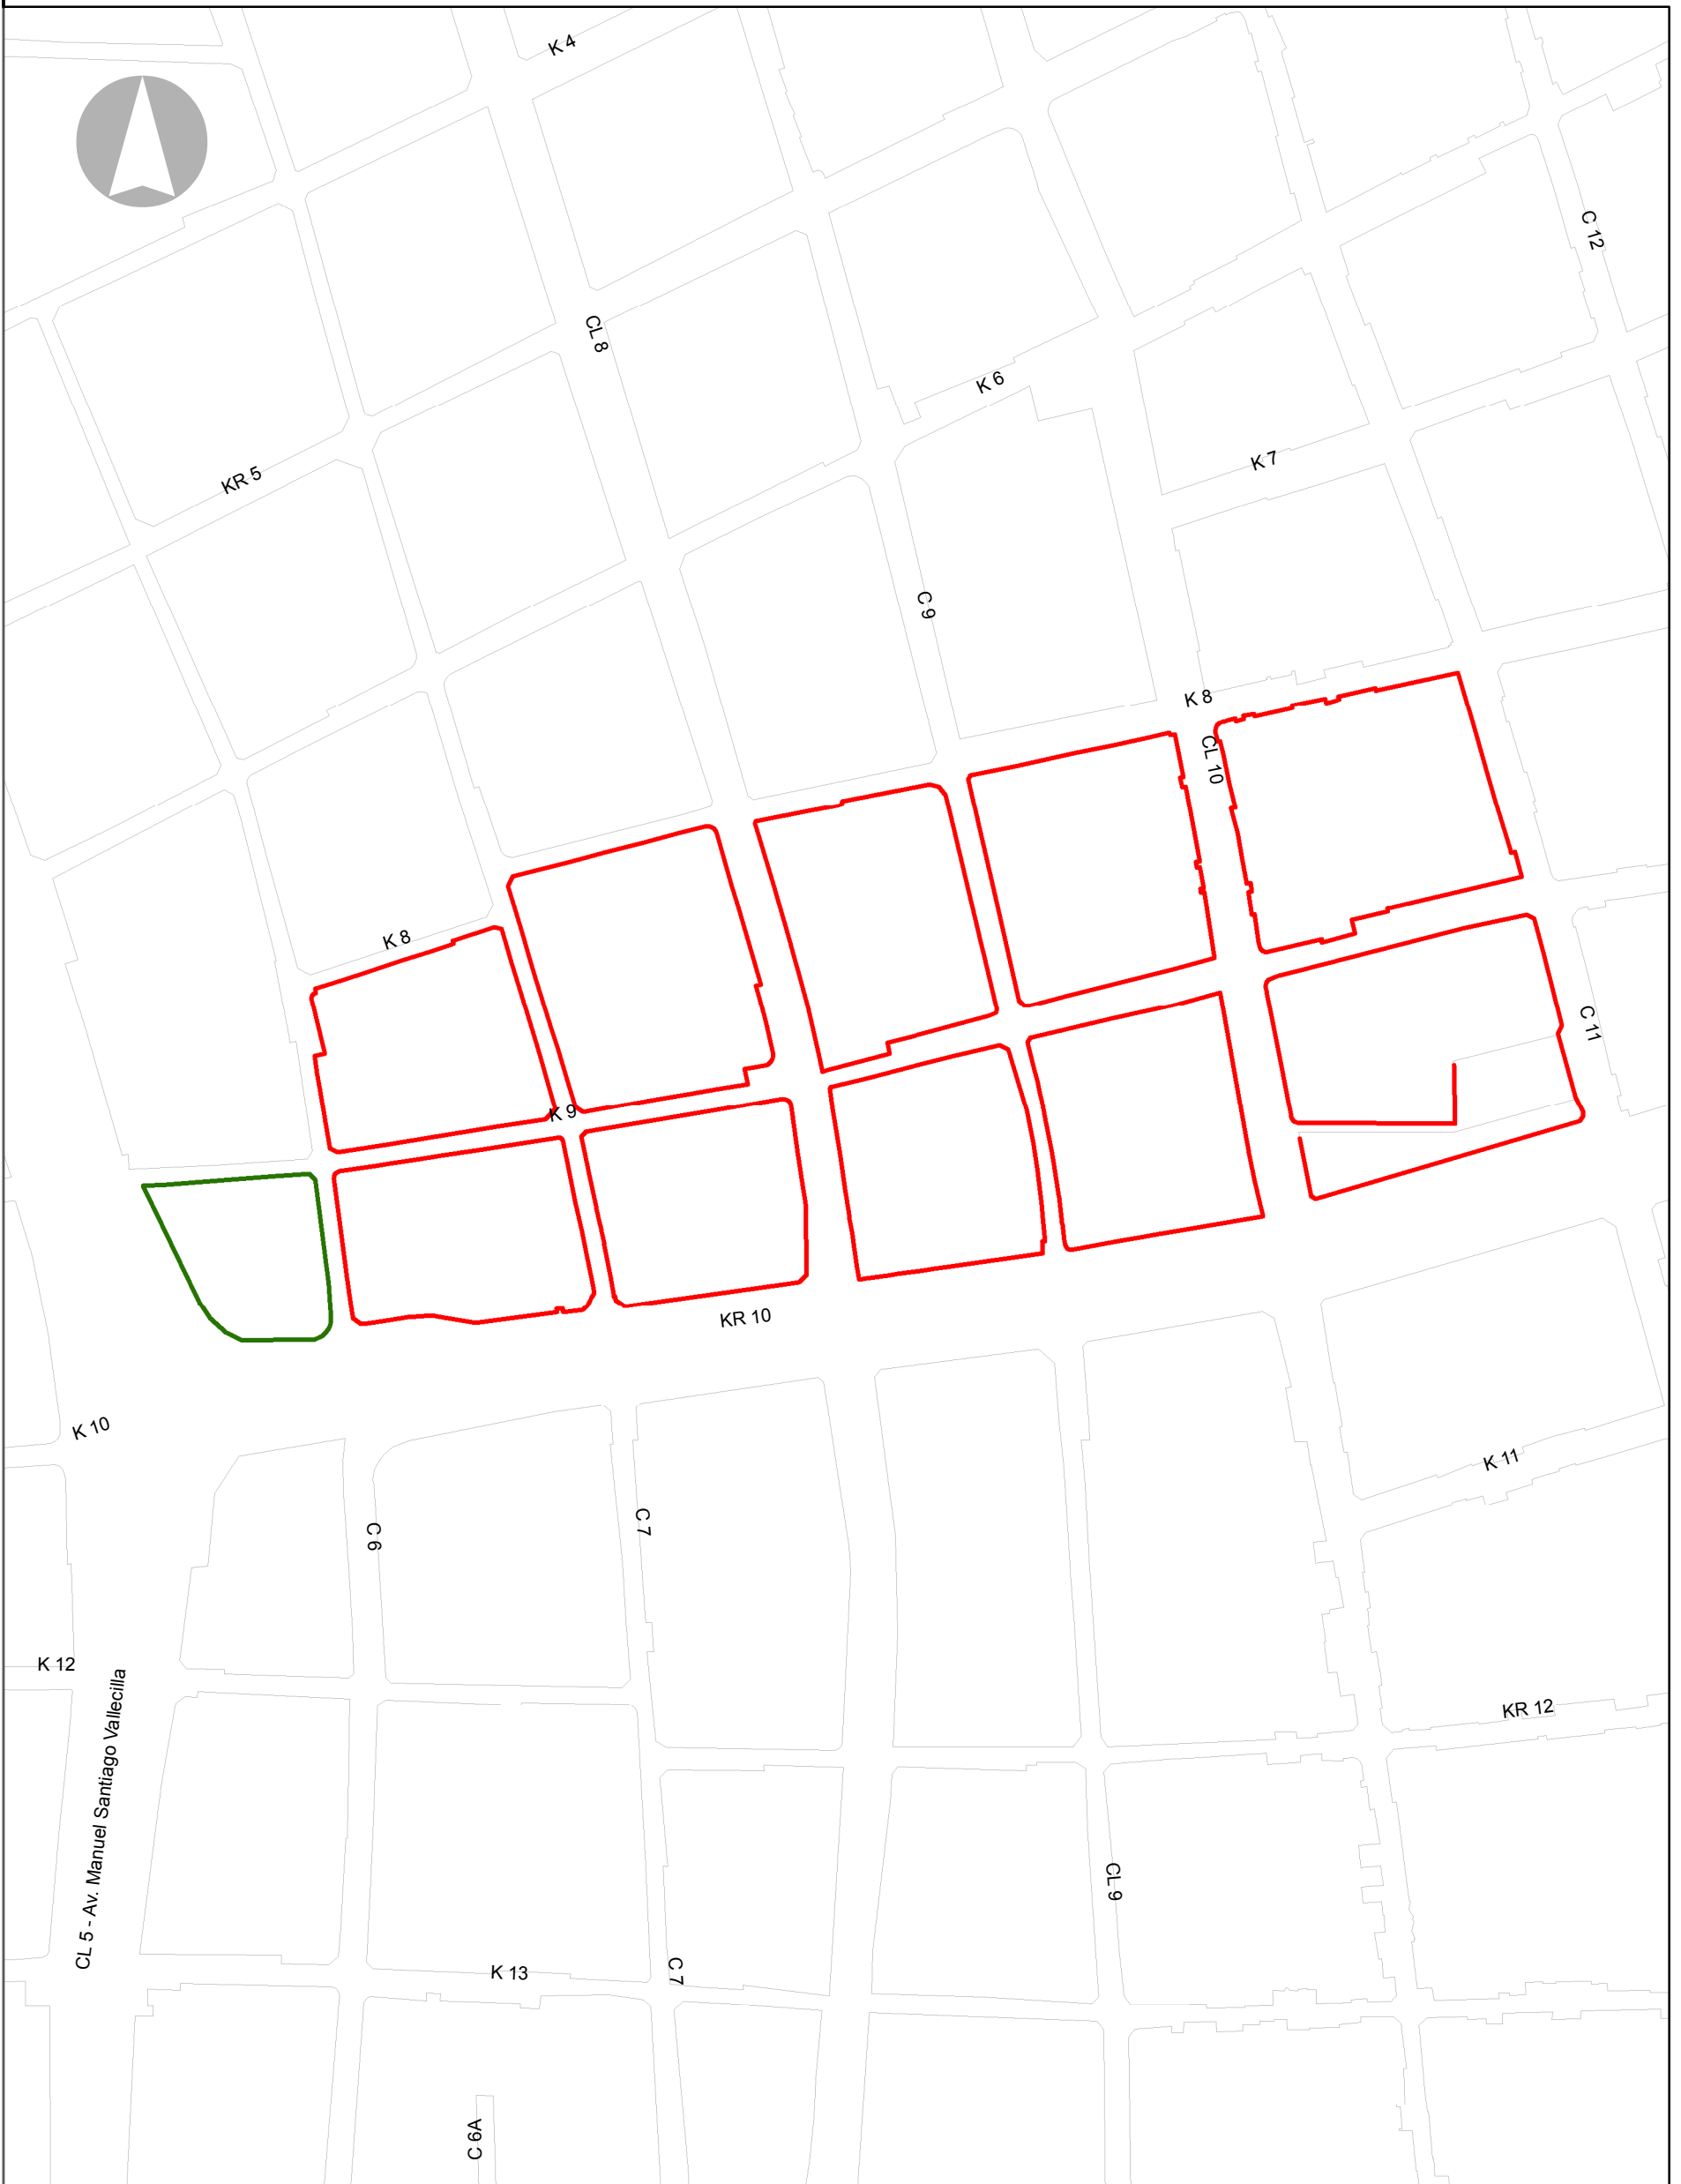 K 4
C 12
CL 8
K 6
K 7
KR 5
C 9
K 8
CL 10
K 8
C 11
K 9
KR 10
K 10
K 11
C 6
C 7
K 12
KR 12
CL 5 - Av. Manuel Santiago Vallecilla
CL 9
K 13
C 7
C 6A